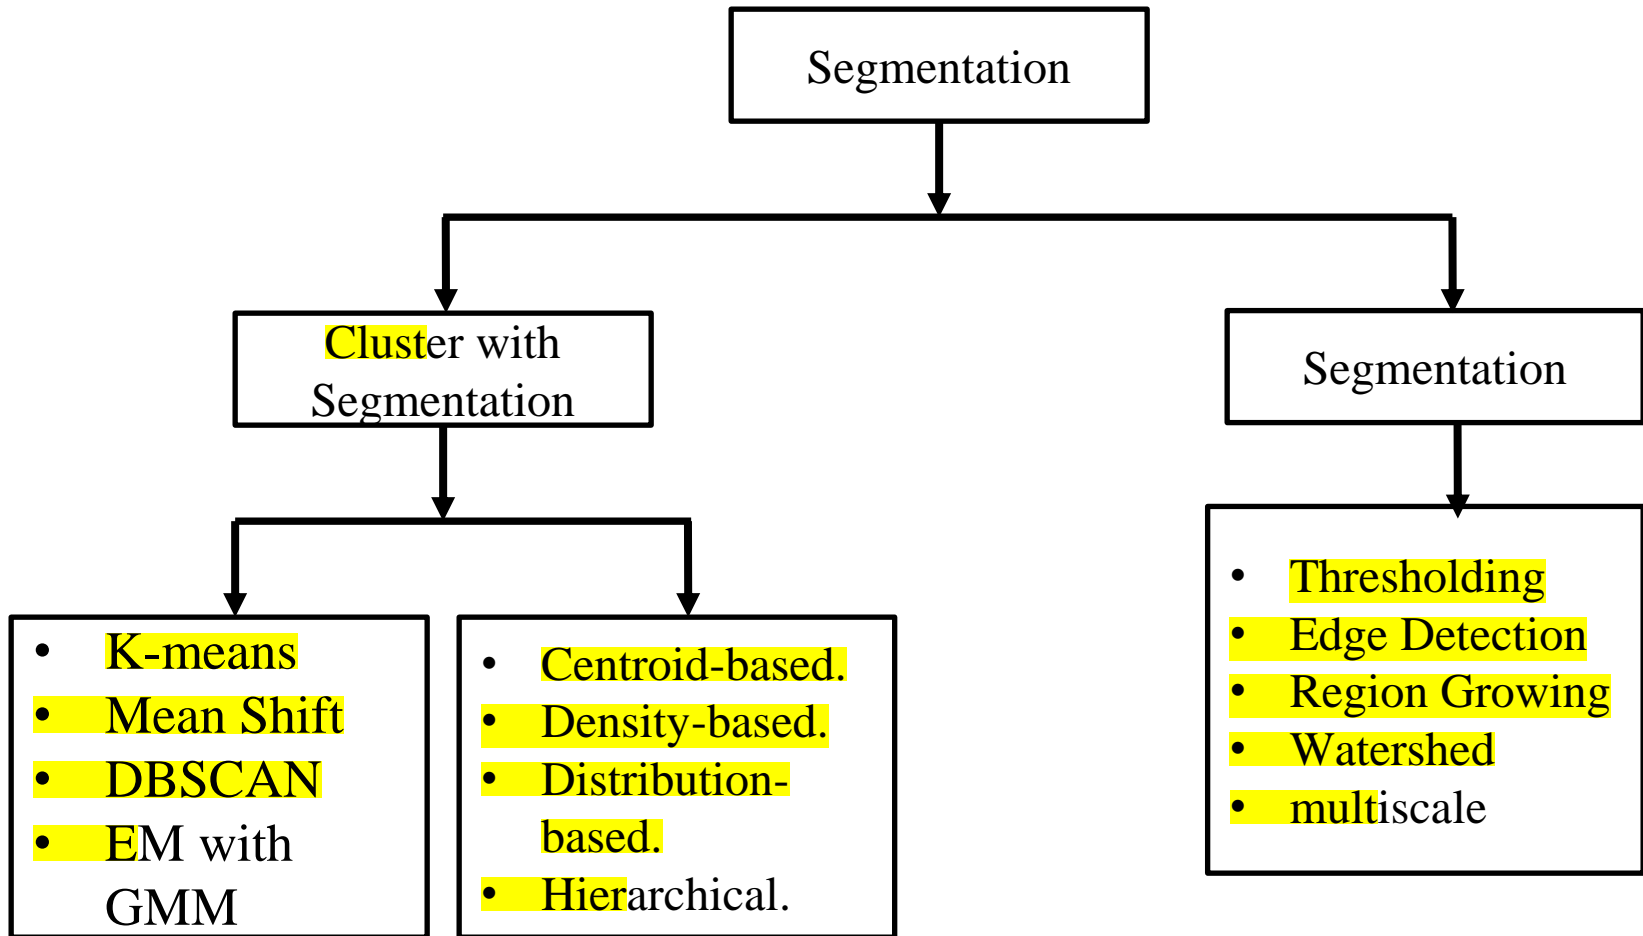 Segmentation
Cluster with
Segmentation
Segmentation
• K-means
• Mean Shift
• DBSCAN
• EM with
GMM
• Centroid-based.
• Density-based.
• Distribution-
based.
• Hierarchical.
• Thresholding
• Edge Detection
• Region Growing
• Watershed
• multiscale